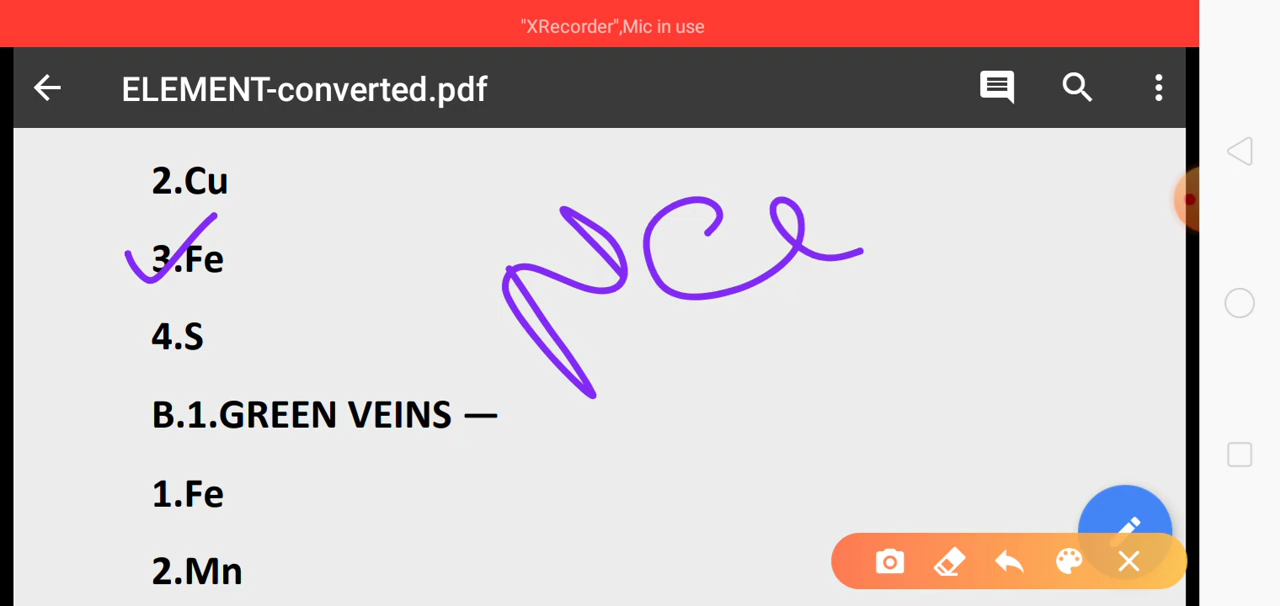 "XRecorder",Mic in use
ELEMENT-converted.pdf
2.Cu
3.Fe
4.S
B.1.GREEN VEINS —
1.Fe
2.Mn